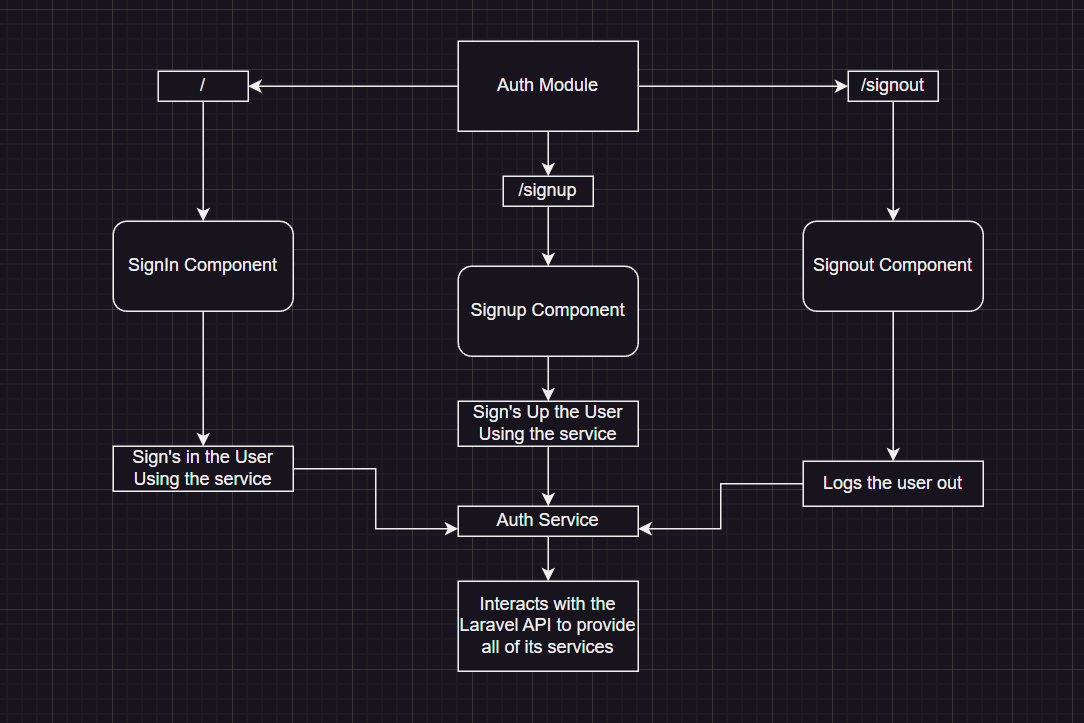 Auth Module
/
/signout
/signup
SignIn Component
Signup Component
Signout Component
Sign's Up the User
Using the service
Sign's in the User
Using the service
Logs the user out
Auth Service
Interacts with the
Laravel API to provide
all of its services